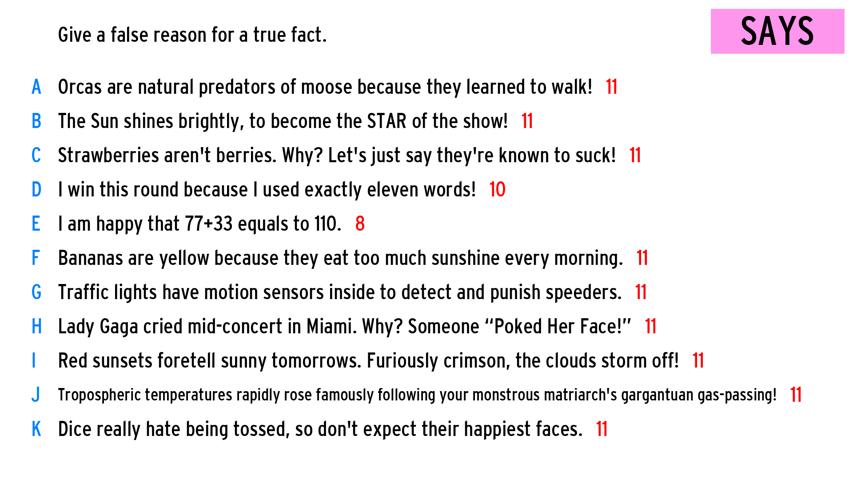 Give a false reason for a true fact.
SAYS
A Orcas are natural predators of moose because they learned to walk! 11
B The Sun shines brightly, to become the STAR of the show! 11
C Strawberries aren't berries. Why? Let's just say they're known to suck! 11
D I win this round because I used exactly eleven words! 10
E I am happy that 77+33 equals to 110. 8
F Bananas are yellow because they eat too much sunshine every morning. 11
G Traffic lights have motion sensors inside to detect and punish speeders. 11
H Lady Gaga cried mid-concert in Miami. Why? Someone “Poked Her Face!” 11
I Red sunsets foretell sunny tomorrows. Furiously crimson, the clouds storm off! 11
J Tropospheric temperatures rapidly rose famously following your monstrous matriarch's gargantuan gas-passing! 11
K Dice really hate being tossed, so don't expect their happiest faces. 11